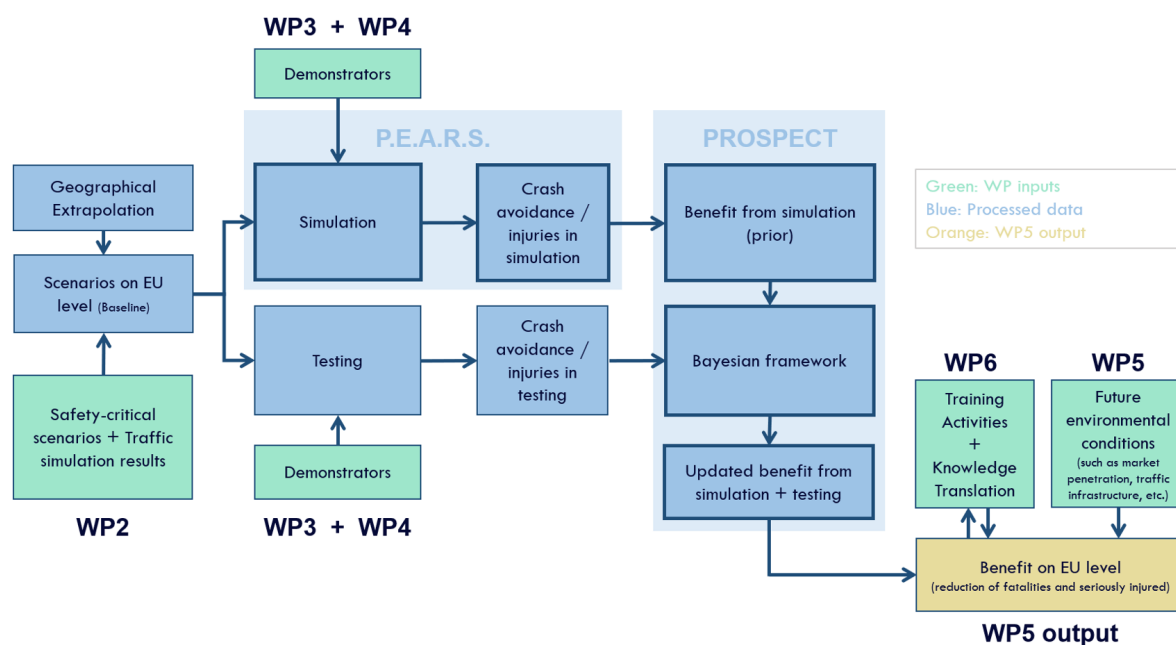 WP3 + WP4
Demonstrators
P.E.A.R.S.
PROSPECT
Geographical
Extrapolation
Simulation
Crash
avoidance /
injuries in
simulation
Benefit from simulation
(prior)
Green: WP inputs
Blue: Processed data
Orange: WP5 output
Scenarios on EU
level (Baseline)
Testing
Crash
avoidance /
injuries in
testing
Bayesian framework
WP6
WP5
Safety-critical
scenarios + Traffic
simulation results
WP2
Demonstrators
WP3 + WP4
Updated benefit from
simulation + testing
Training
Activities
+
Knowledge
Translation
Future
environmental
conditions
(such as market
penetration, traffic
infrastructure, etc.)
Benefit on EU level
(reduction of fatalities and seriously injured)
WP5 output